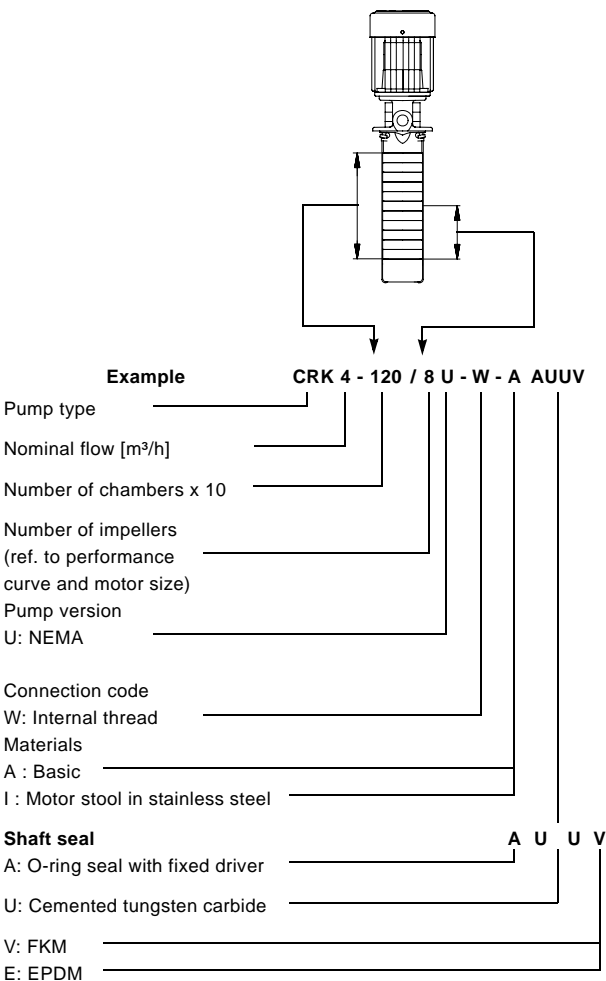 Example CRK 4 - 120 / 8 U - W - A AUUV
Pump type
Nominal flow [m³/h]
Number of chambers x 10
Number of impellers
(ref. to performance
curve and motor size)
Pump version
U: NEMA
Connection code
W: Internal thread
Materials
A : Basic
I : Motor stool in stainless steel
Shaft seal A U U V
A: O-ring seal with fixed driver
U: Cemented tungsten carbide
V: FKM
E: EPDM